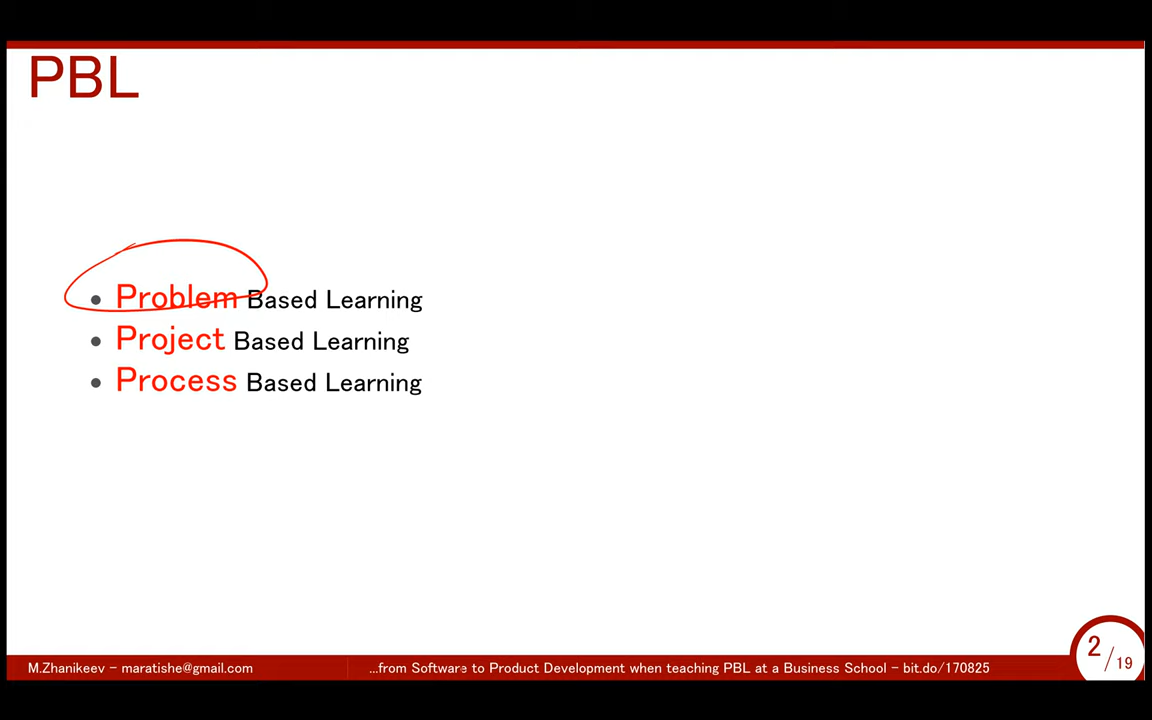 PBL
• Problem Based Learning
• Project Based Learning
• Process Based Learning
2/19
M.Zhanikeev − maratishe@gmail.com
...from Software to Product Development when teaching PBL at a Business School − bit.do/170825